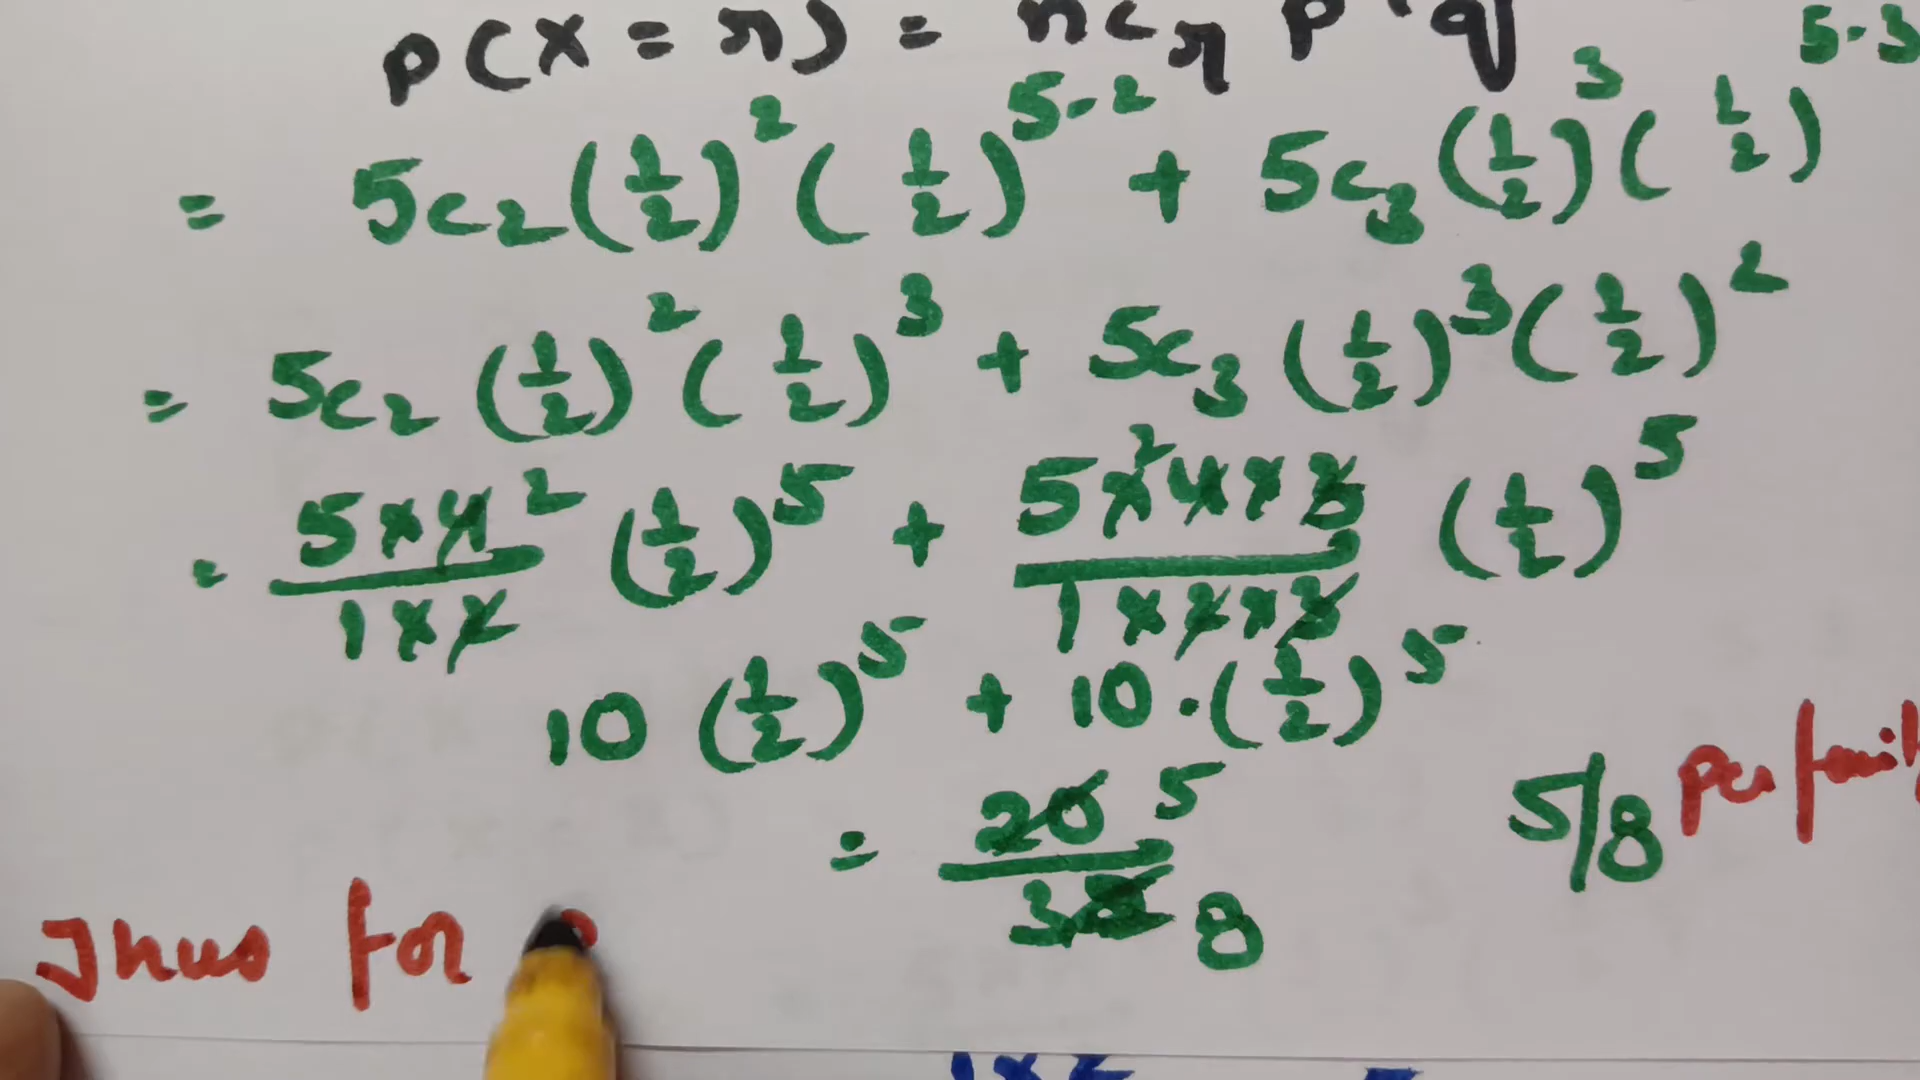 P(X=r) = nCr p q
= 5C2 (1/2)^2 (1/2)^5-2 + 5C3 (1/2)^3 (1/2)^5-3
= 5C2 (1/2)^2 (1/2)^3 + 5C3 (1/2)^3 (1/2)^2
= 5×4 2 / 1×2 (1/2)^5 + 5×2 4×3 / 1×2×3 (1/2)^5
10 (1/2)^5 + 10·(1/2)^5
= 20 5 / 32 8
5/8 per family
Thus for